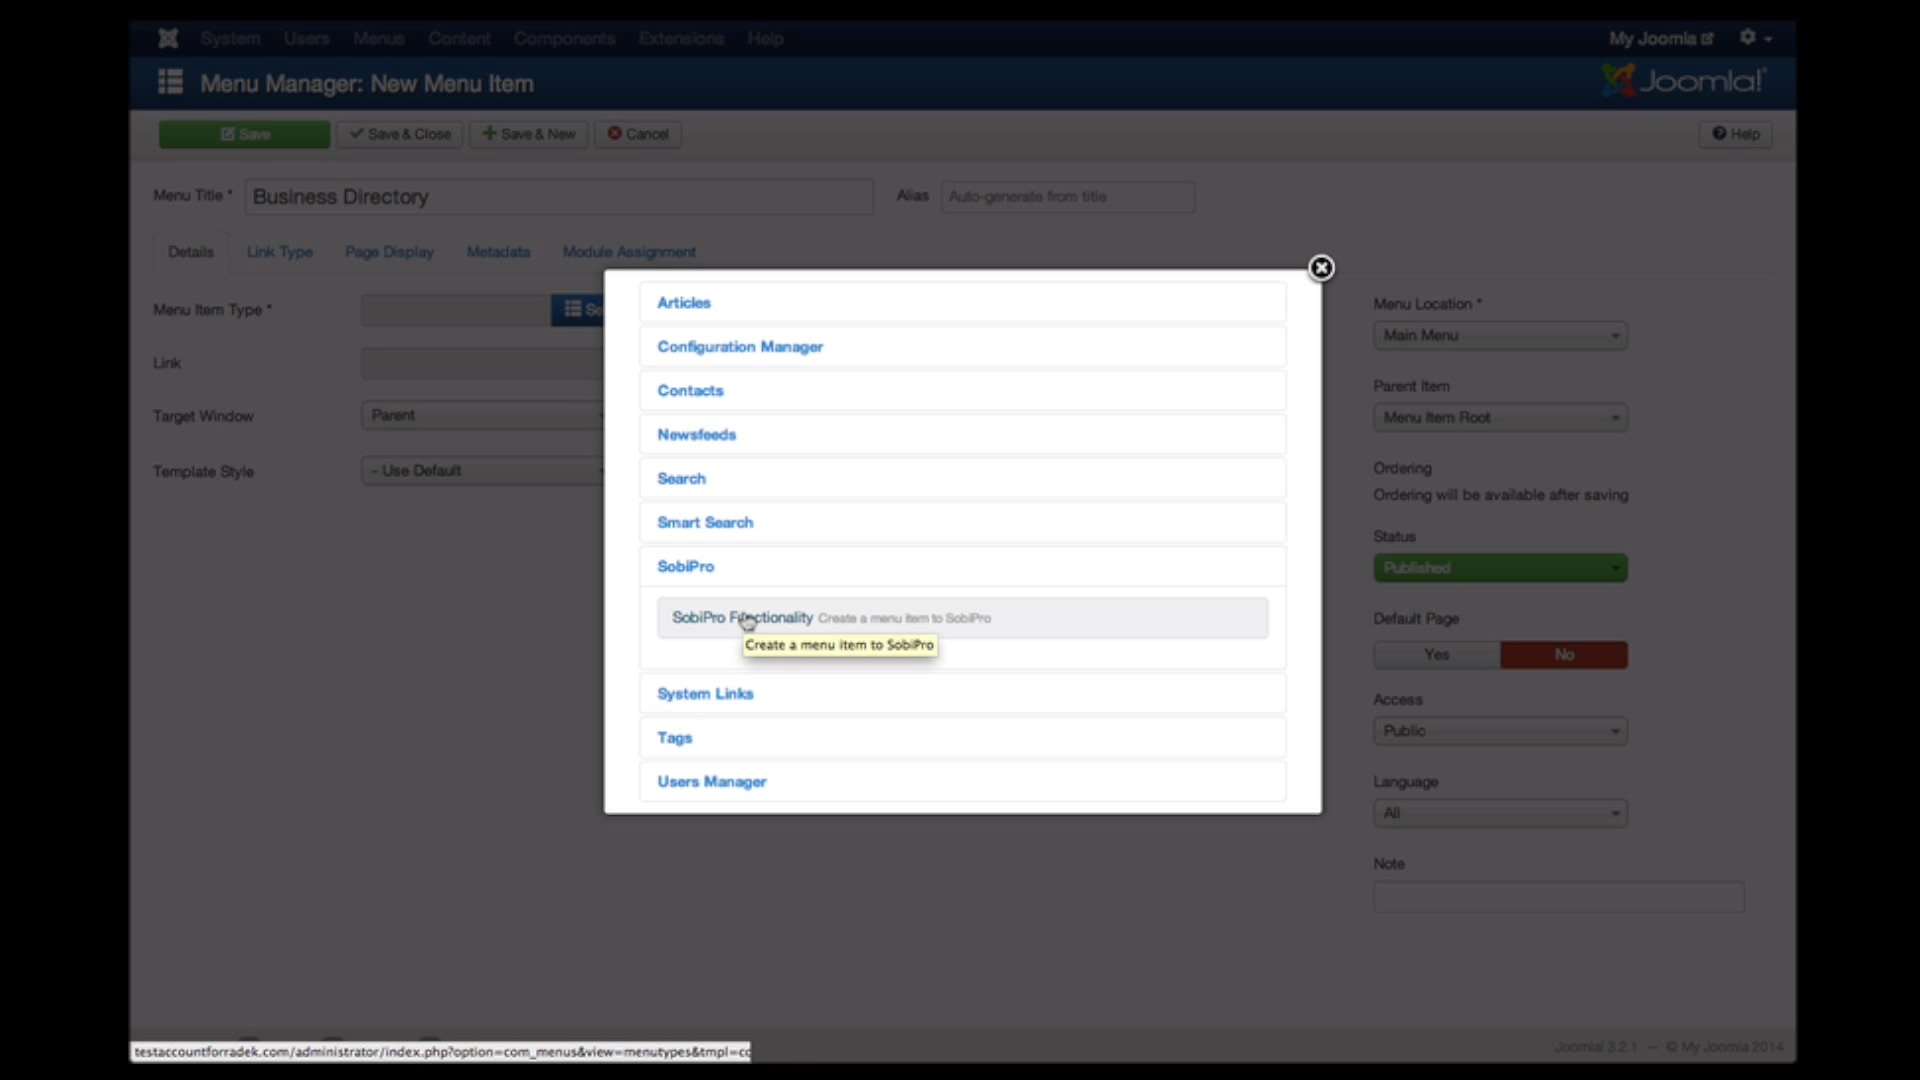 System Users Menus Content Components Extensions Help
My Joomla
Menu Manager: New Menu Item
Joomla!
Save
Save & Close
Save & New
Cancel
Help
Menu Title *
Business Directory
Alias
Auto-generate from title
Details
Link Type
Page Display
Metadata
Module Assignment
Menu Item Type *
Link
Target Window
Parent
Template Style
- Use Default
Articles
Configuration Manager
Contacts
Newsfeeds
Search
Smart Search
SobiPro
SobiPro Functionality Create a menu item to SobiPro
Create a menu item to SobiPro
System Links
Tags
Users Manager
Menu Location *
Main Menu
Parent Item
Menu Item Root
Ordering
Ordering will be available after saving
Status
Published
Default Page
Yes
No
Access
Public
Language
All
Note
testaccountforradek.com/administrator/index.php?option=com_menus&view=menutypes&tmpl=cc
Joomla! 3.2.1 — © My Joomla 2014